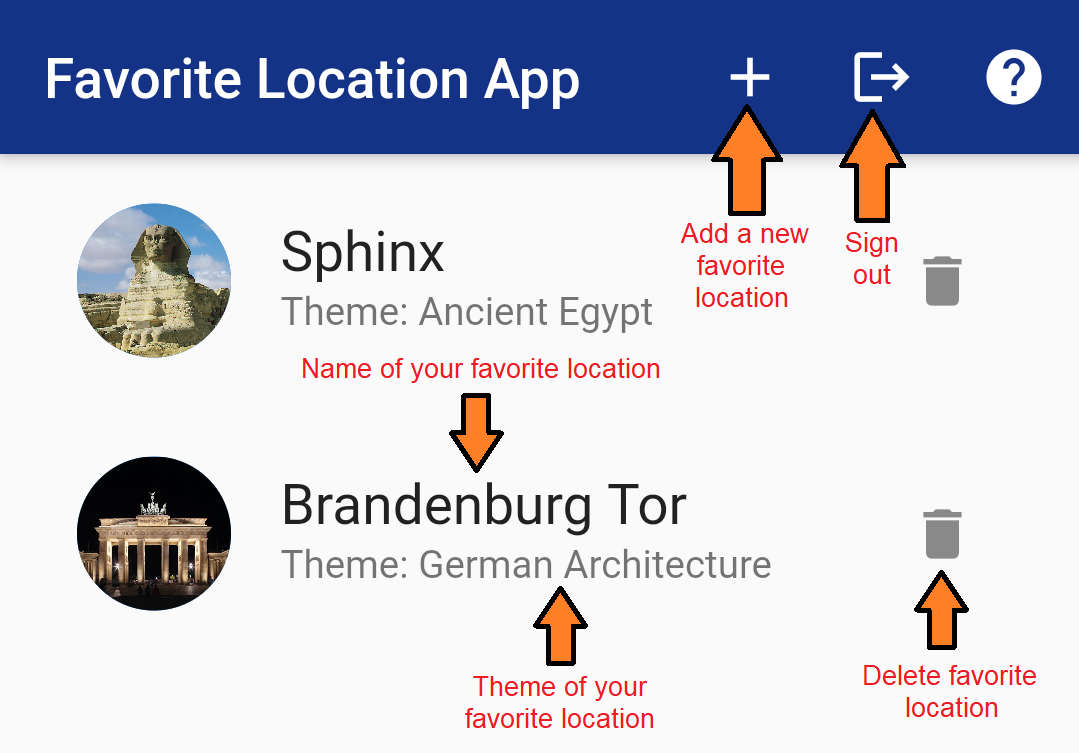 Favorite Location App
Add a new
favorite
location
Sign
out
Sphinx
Theme: Ancient Egypt
Name of your favorite location
Brandenburg Tor
Theme: German Architecture
Theme of your
favorite location
Delete favorite
location